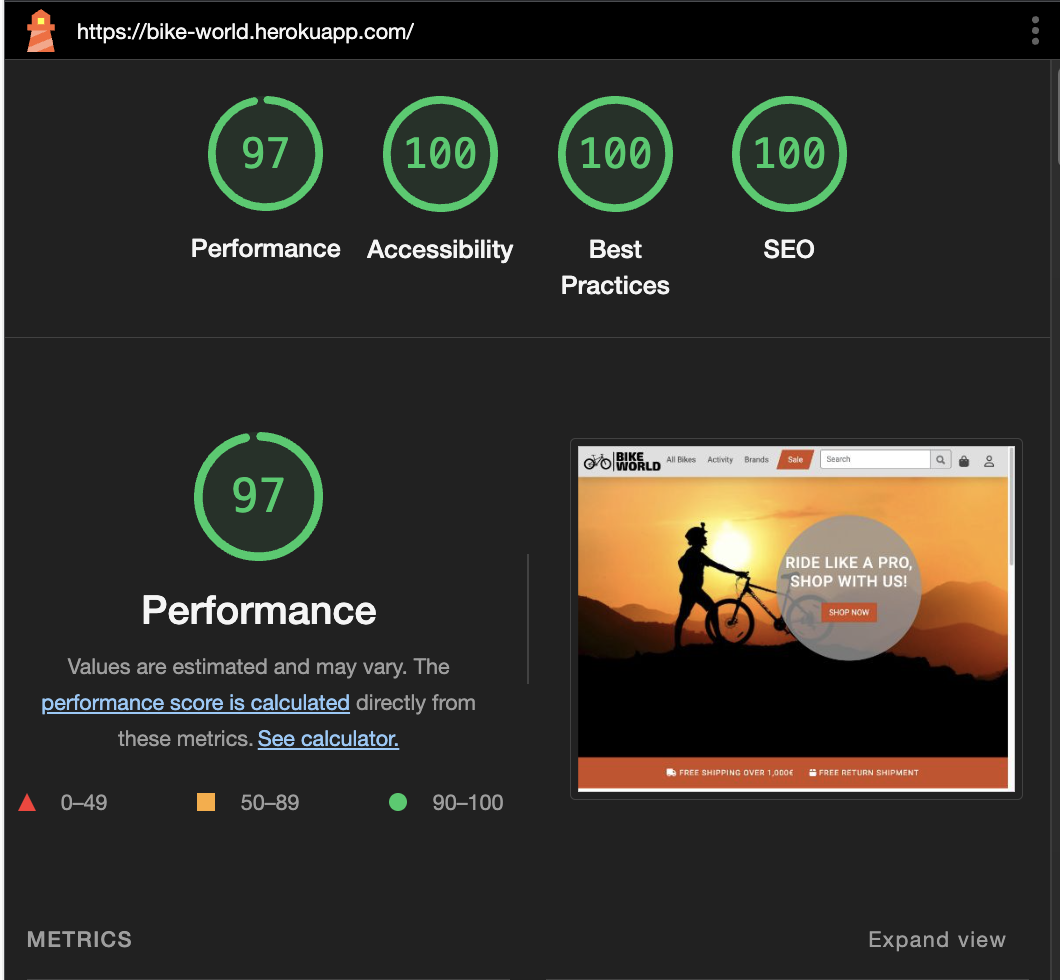 https://bike-world.herokuapp.com/
97
100
100
100
Performance
Accessibility
Best
Practices
SEO
97
Performance
Values are estimated and may vary. The
performance score is calculated directly from
these metrics. See calculator.
0–49
50–89
90–100
BIKE
WORLD
All Bikes
Activity
Brands
Sale
Search
RIDE LIKE A PRO,
SHOP WITH US!
SHOP NOW
FREE SHIPPING OVER 1,000€
FREE RETURN SHIPMENT
METRICS
Expand view